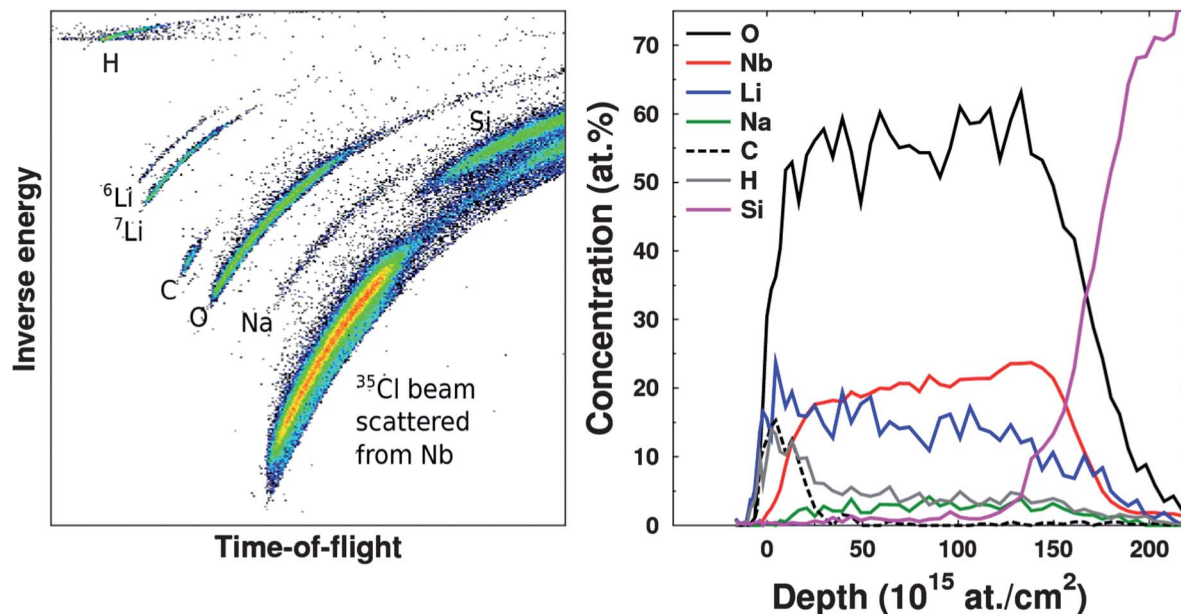 H
⁶Li
⁷Li
C
O
Na
Si
³⁵Cl beam
scattered
from Nb
Inverse energy
Time-of-flight
O
Nb
Li
Na
C
H
Si
70
60
50
40
30
20
10
0
0
50
100
150
200
Concentration (at.%)
Depth (10¹⁵ at./cm²)